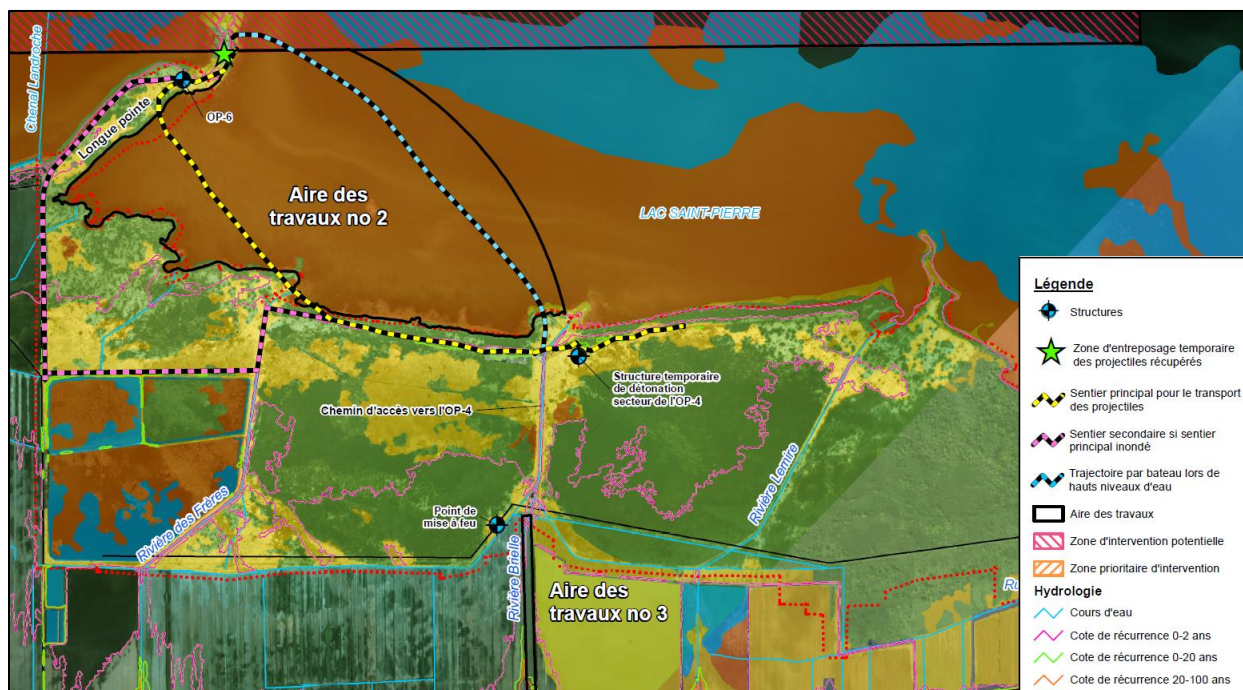 Chenal Landroche
Longue pointe
OP-6
Aire des
travaux no 2
LAC SAINT-PIERRE
Structure temporaire
de détonation
secteur de l'OP-4
Chemin d'accès vers l'OP-4
Rivière des Frères
Point de
mise à feu
Rivière Brielle
Rivière Lemire
Aire des
travaux no 3
Légende
Structures
Zone d'entreposage temporaire
des projectiles récupérés
Sentier principal pour le transport
des projectiles
Sentier secondaire si sentier
principal inondé
Trajectoire par bateau lors de
hauts niveaux d'eau
Aire des travaux
Zone d'intervention potentielle
Zone prioritaire d'intervention
Hydrologie
Cours d'eau
Cote de récurrence 0-2 ans
Cote de récurrence 0-20 ans
Cote de récurrence 20-100 ans